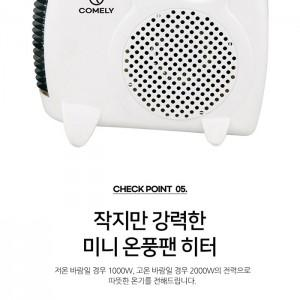 COMELY
CHECK POINT 05.
작지만 강력한
미니 온풍팬 히터
저온 바람일 경우 1000W, 고온 바람일 경우 2000W의 전력으로
따뜻한 온기를 전해드립니다.